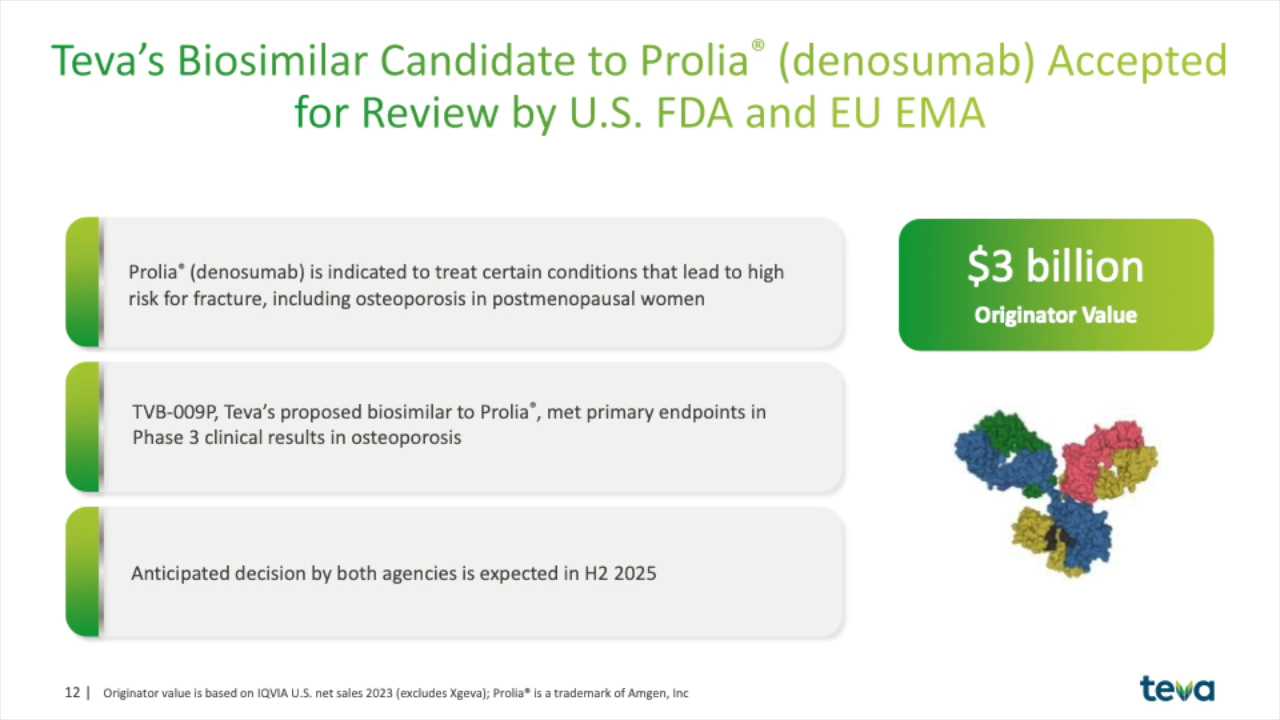 Teva’s Biosimilar Candidate to Prolia® (denosumab) Accepted
for Review by U.S. FDA and EU EMA
Prolia® (denosumab) is indicated to treat certain conditions that lead to high
risk for fracture, including osteoporosis in postmenopausal women
$3 billion
Originator Value
TVB-009P, Teva’s proposed biosimilar to Prolia®, met primary endpoints in
Phase 3 clinical results in osteoporosis
Anticipated decision by both agencies is expected in H2 2025
12 | Originator value is based on IQVIA U.S. net sales 2023 (excludes Xgeva); Prolia® is a trademark of Amgen, Inc
teva